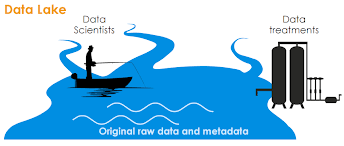 Data Lake
Data
Scientists
Data
treatments
Original raw data and metadata